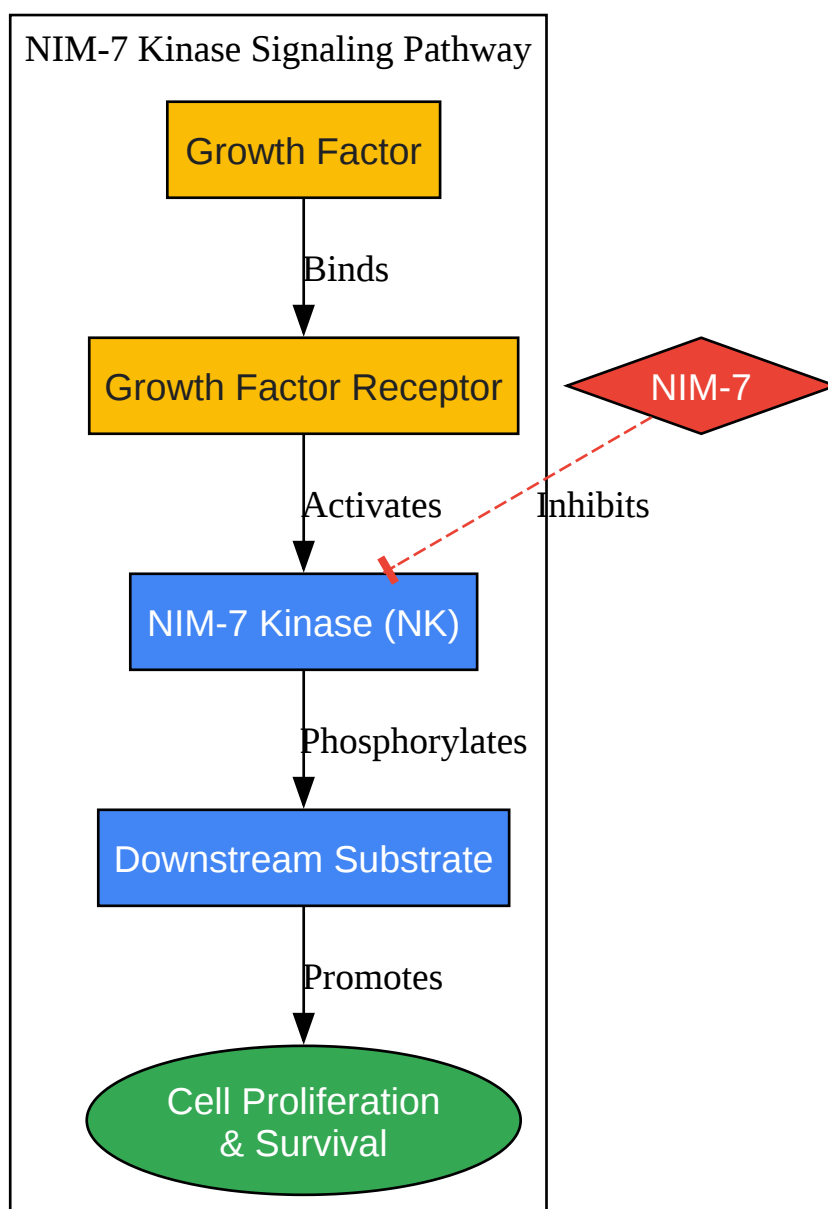 NIM-7 Kinase Signaling Pathway
Growth Factor
Binds
Growth Factor Receptor
NIM-7
Activates
Inhibits
NIM-7 Kinase (NK)
Phosphorylates
Downstream Substrate
Promotes
Cell Proliferation
& Survival